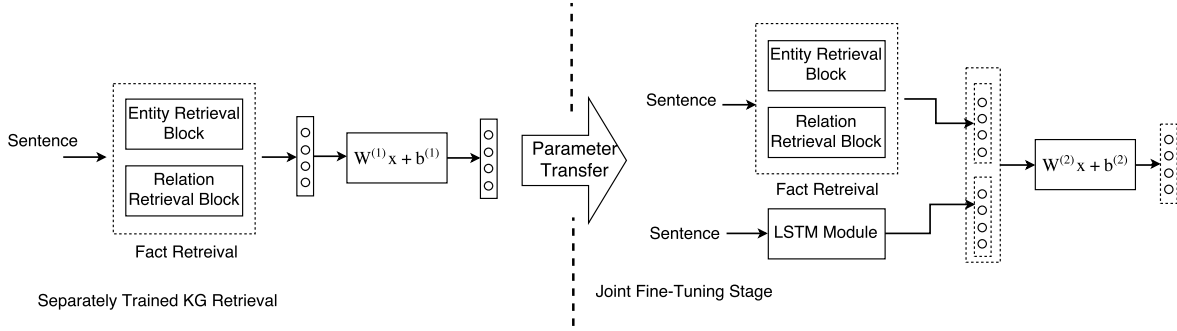 Sentence
Entity Retrieval
Block
Relation
Retrieval Block
Fact Retreival
W⁽¹⁾x + b⁽¹⁾
Separately Trained KG Retrieval
Parameter
Transfer
Sentence
Entity Retrieval
Block
Relation
Retrieval Block
Fact Retreival
Sentence
LSTM Module
W⁽²⁾x + b⁽²⁾
Joint Fine-Tuning Stage